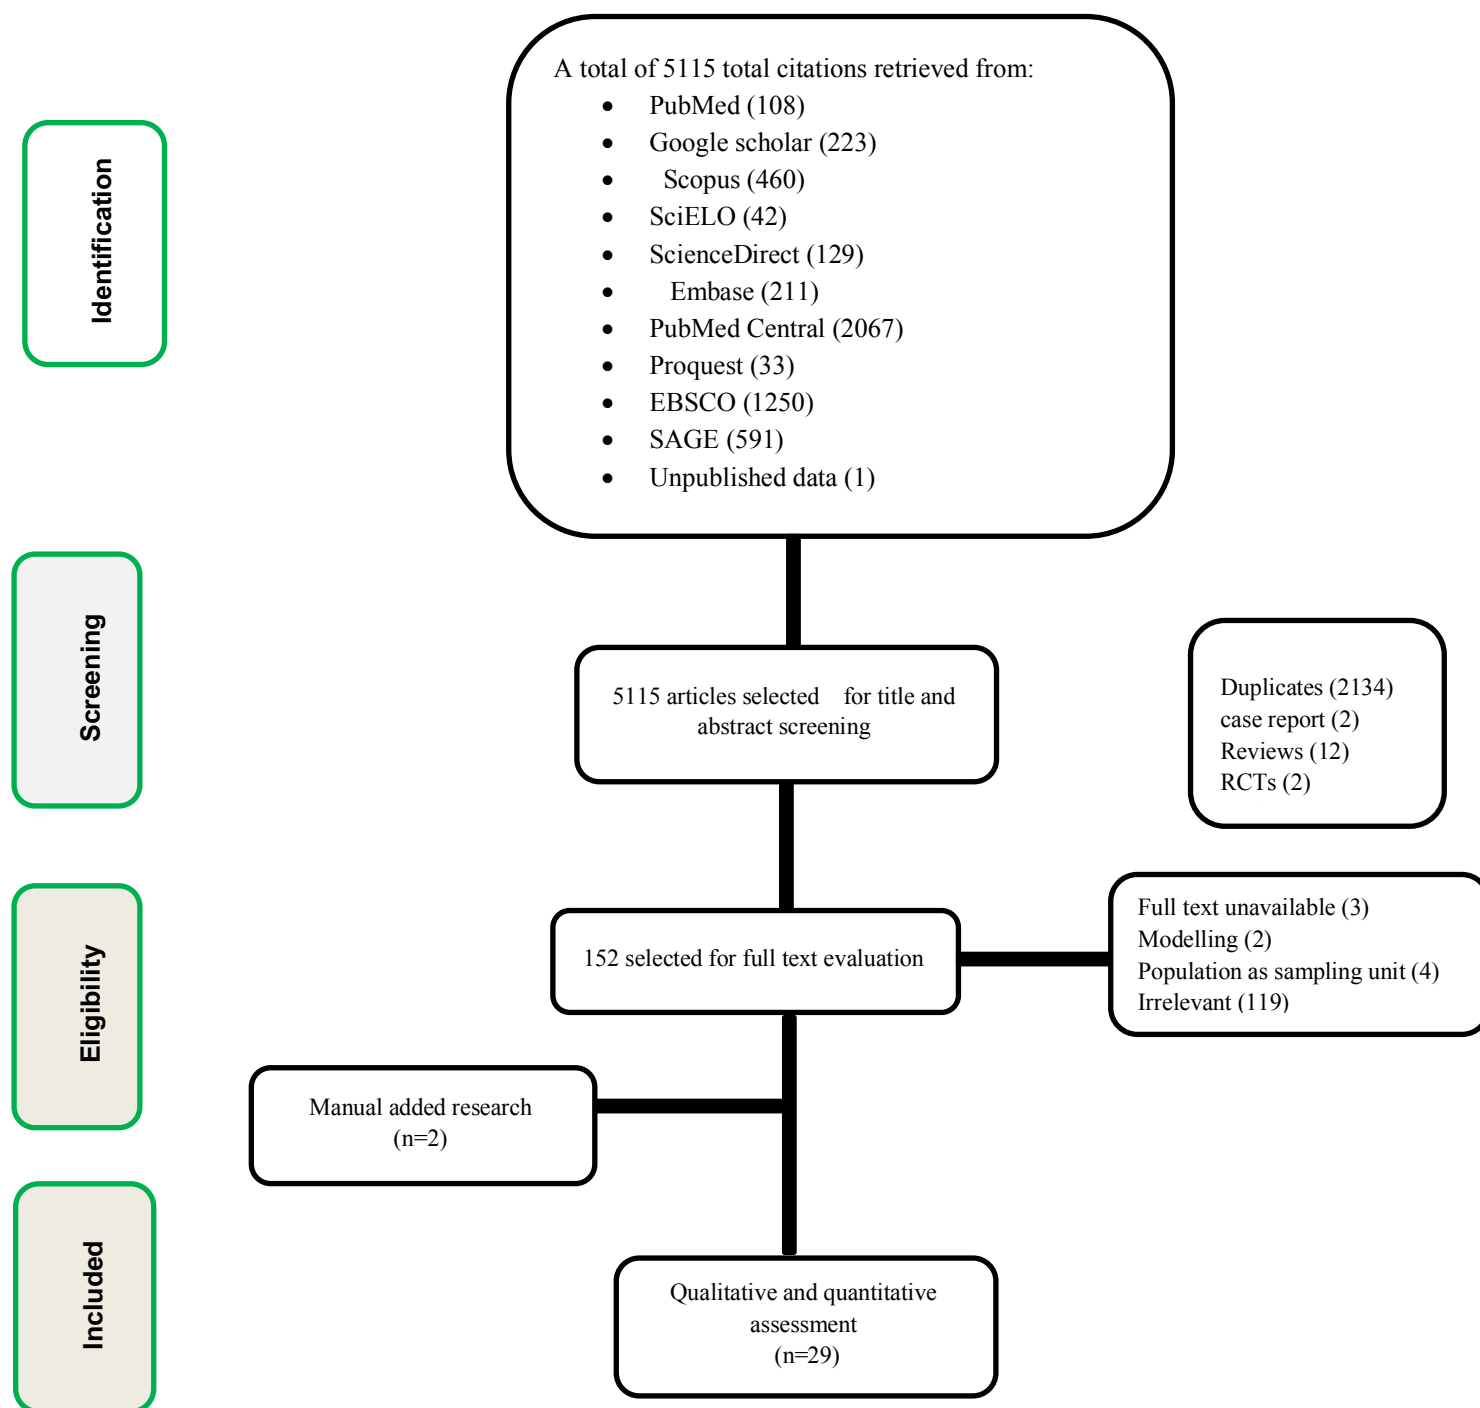 Identification
A total of 5115 total citations retrieved from:
• PubMed (108)
• Google scholar (223)
• Scopus (460)
• SciELO (42)
• ScienceDirect (129)
• Embase (211)
• PubMed Central (2067)
• Proquest (33)
• EBSCO (1250)
• SAGE (591)
• Unpublished data (1)
Screening
5115 articles selected for title and
abstract screening
Duplicates (2134)
case report (2)
Reviews (12)
RCTs (2)
Eligibility
152 selected for full text evaluation
Full text unavailable (3)
Modelling (2)
Population as sampling unit (4)
Irrelevant (119)
Manual added research
(n=2)
Included
Qualitative and quantitative
assessment
(n=29)